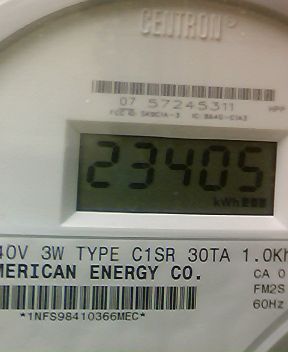 CENTRON
07 57245311
23405
kWh
40V 3W TYPE C1SR 30TA 1.0Kh
MERICAN ENERGY CO.
CA 0
FM2S
60Hz
*1NFS98410366MEC*